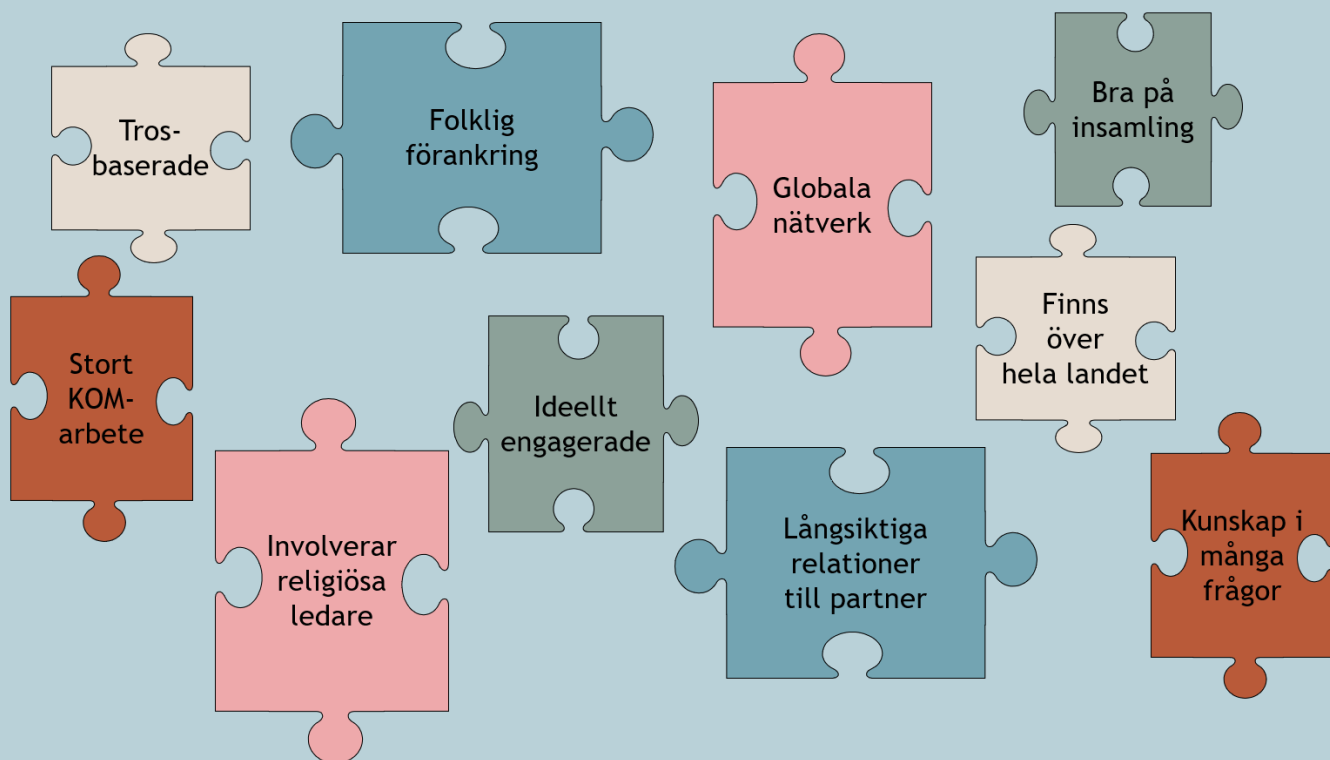 Tros-
baserade
Folklig
förankring
Globala
nätverk
Bra på
insamling
Stort
KOM-
arbete
Ideellt
engagerade
Finns
över
hela landet
Involverar
religiösa
ledare
Långsiktiga
relationer
till partner
Kunskap i
många
frågor